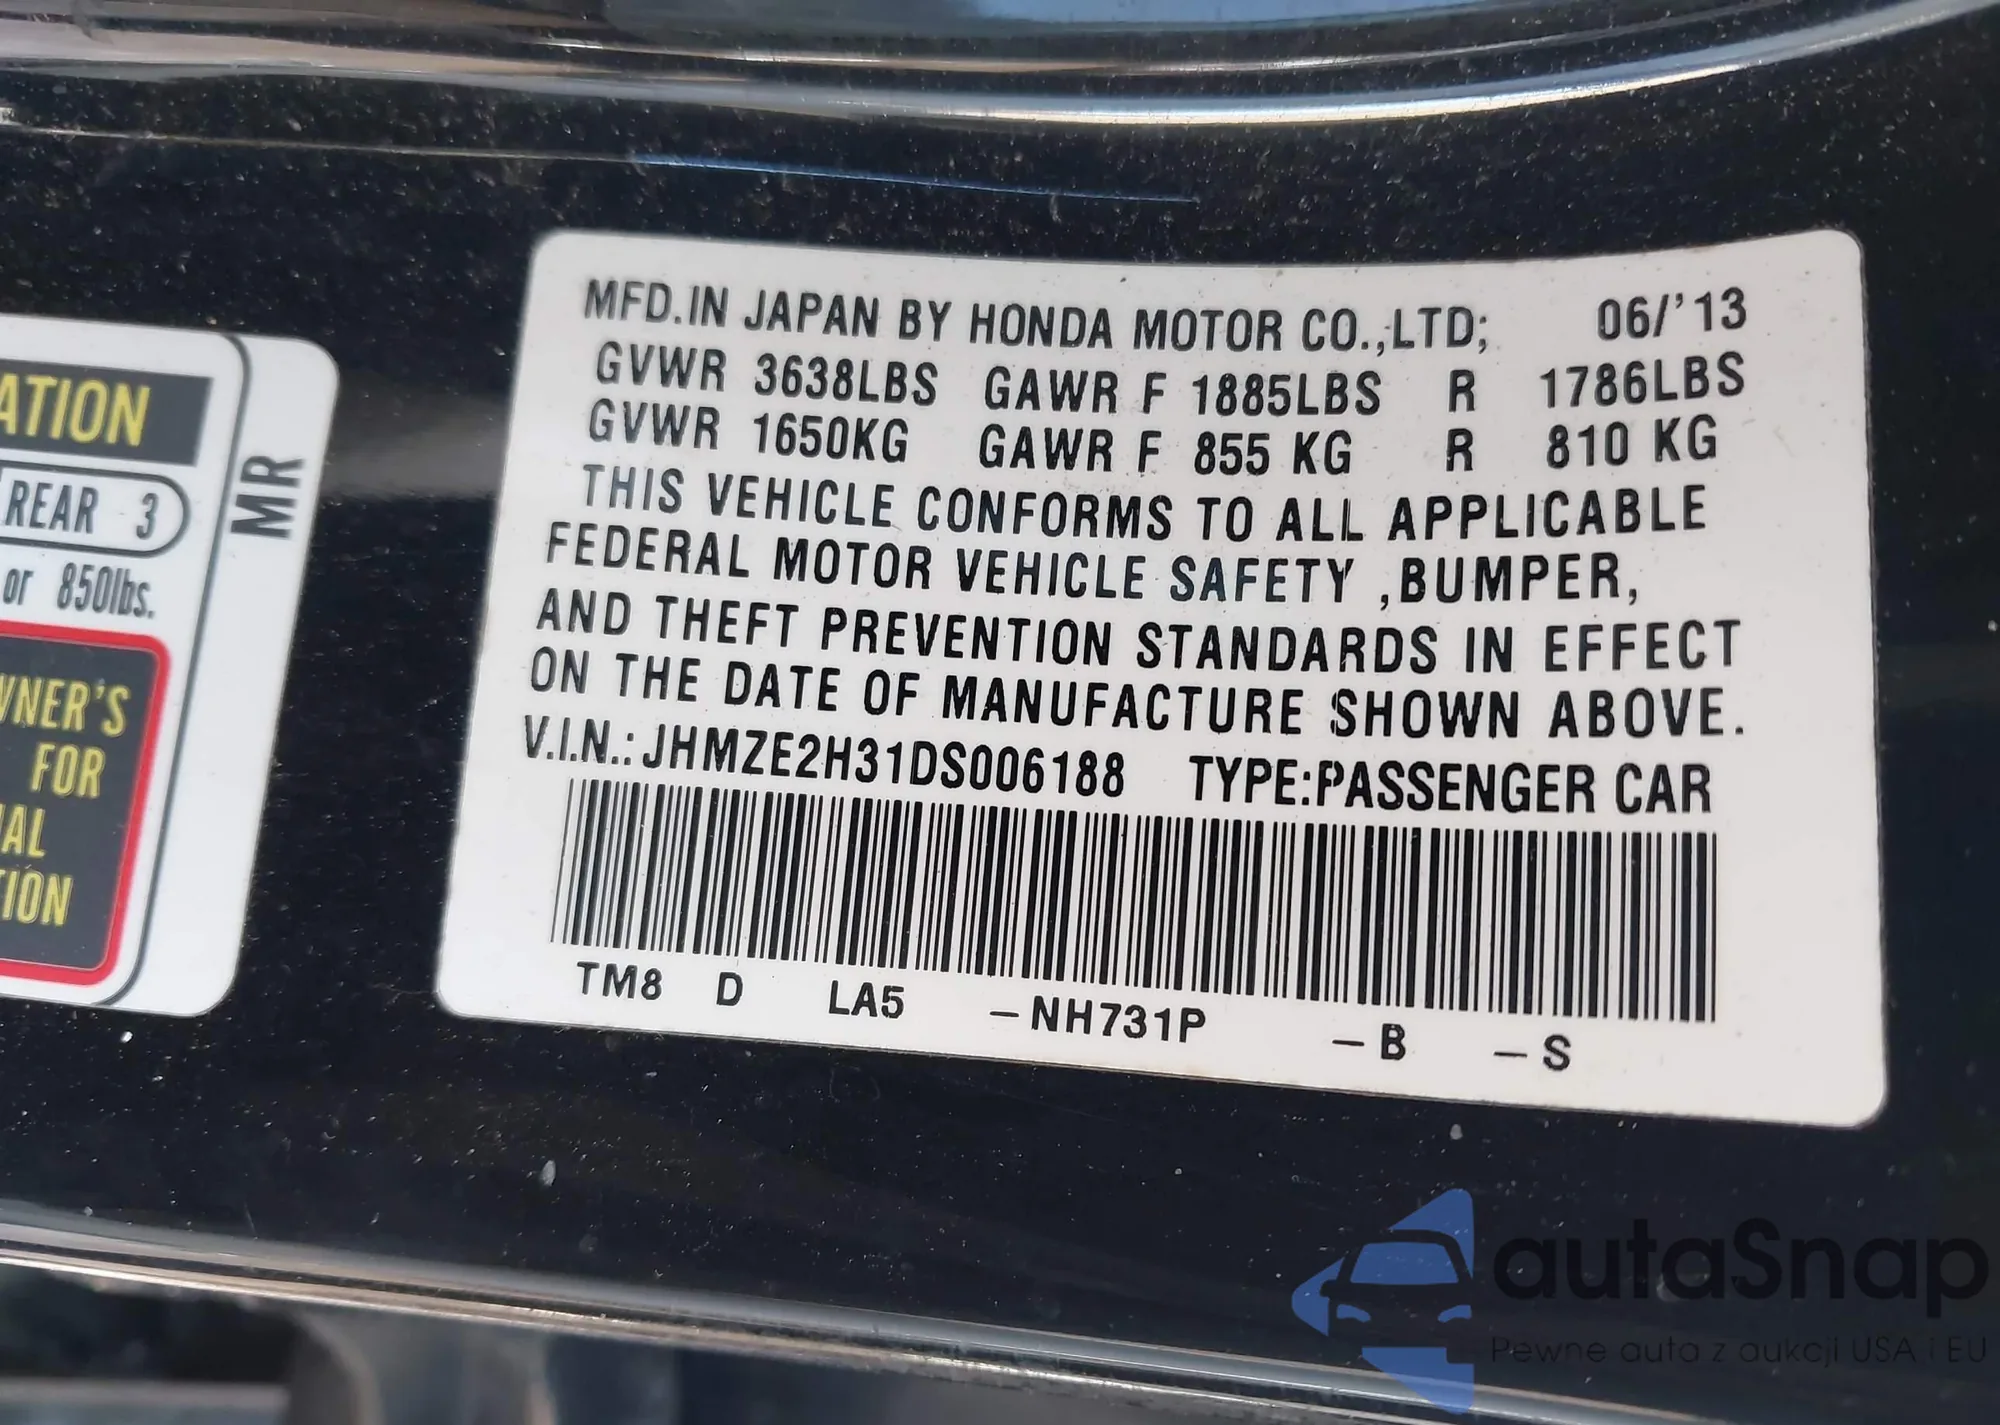 ATION
REAR 3
or 850lbs.
WNER'S
FOR
AL
TION
MR
MFD.IN JAPAN BY HONDA MOTOR CO.,LTD; 06/'13
GVWR 3638LBS GAWR F 1885LBS R 1786LBS
GVWR 1650KG GAWR F 855 KG R 810 KG
THIS VEHICLE CONFORMS TO ALL APPLICABLE
FEDERAL MOTOR VEHICLE SAFETY ,BUMPER,
AND THEFT PREVENTION STANDARDS IN EFFECT
ON THE DATE OF MANUFACTURE SHOWN ABOVE.
V.I.N.:JHMZE2H31DS006188 TYPE:PASSENGER CAR
TM8 D LA5 –NH731P –B –S
autaSnap
Pewne auta z aukcji USA i EU